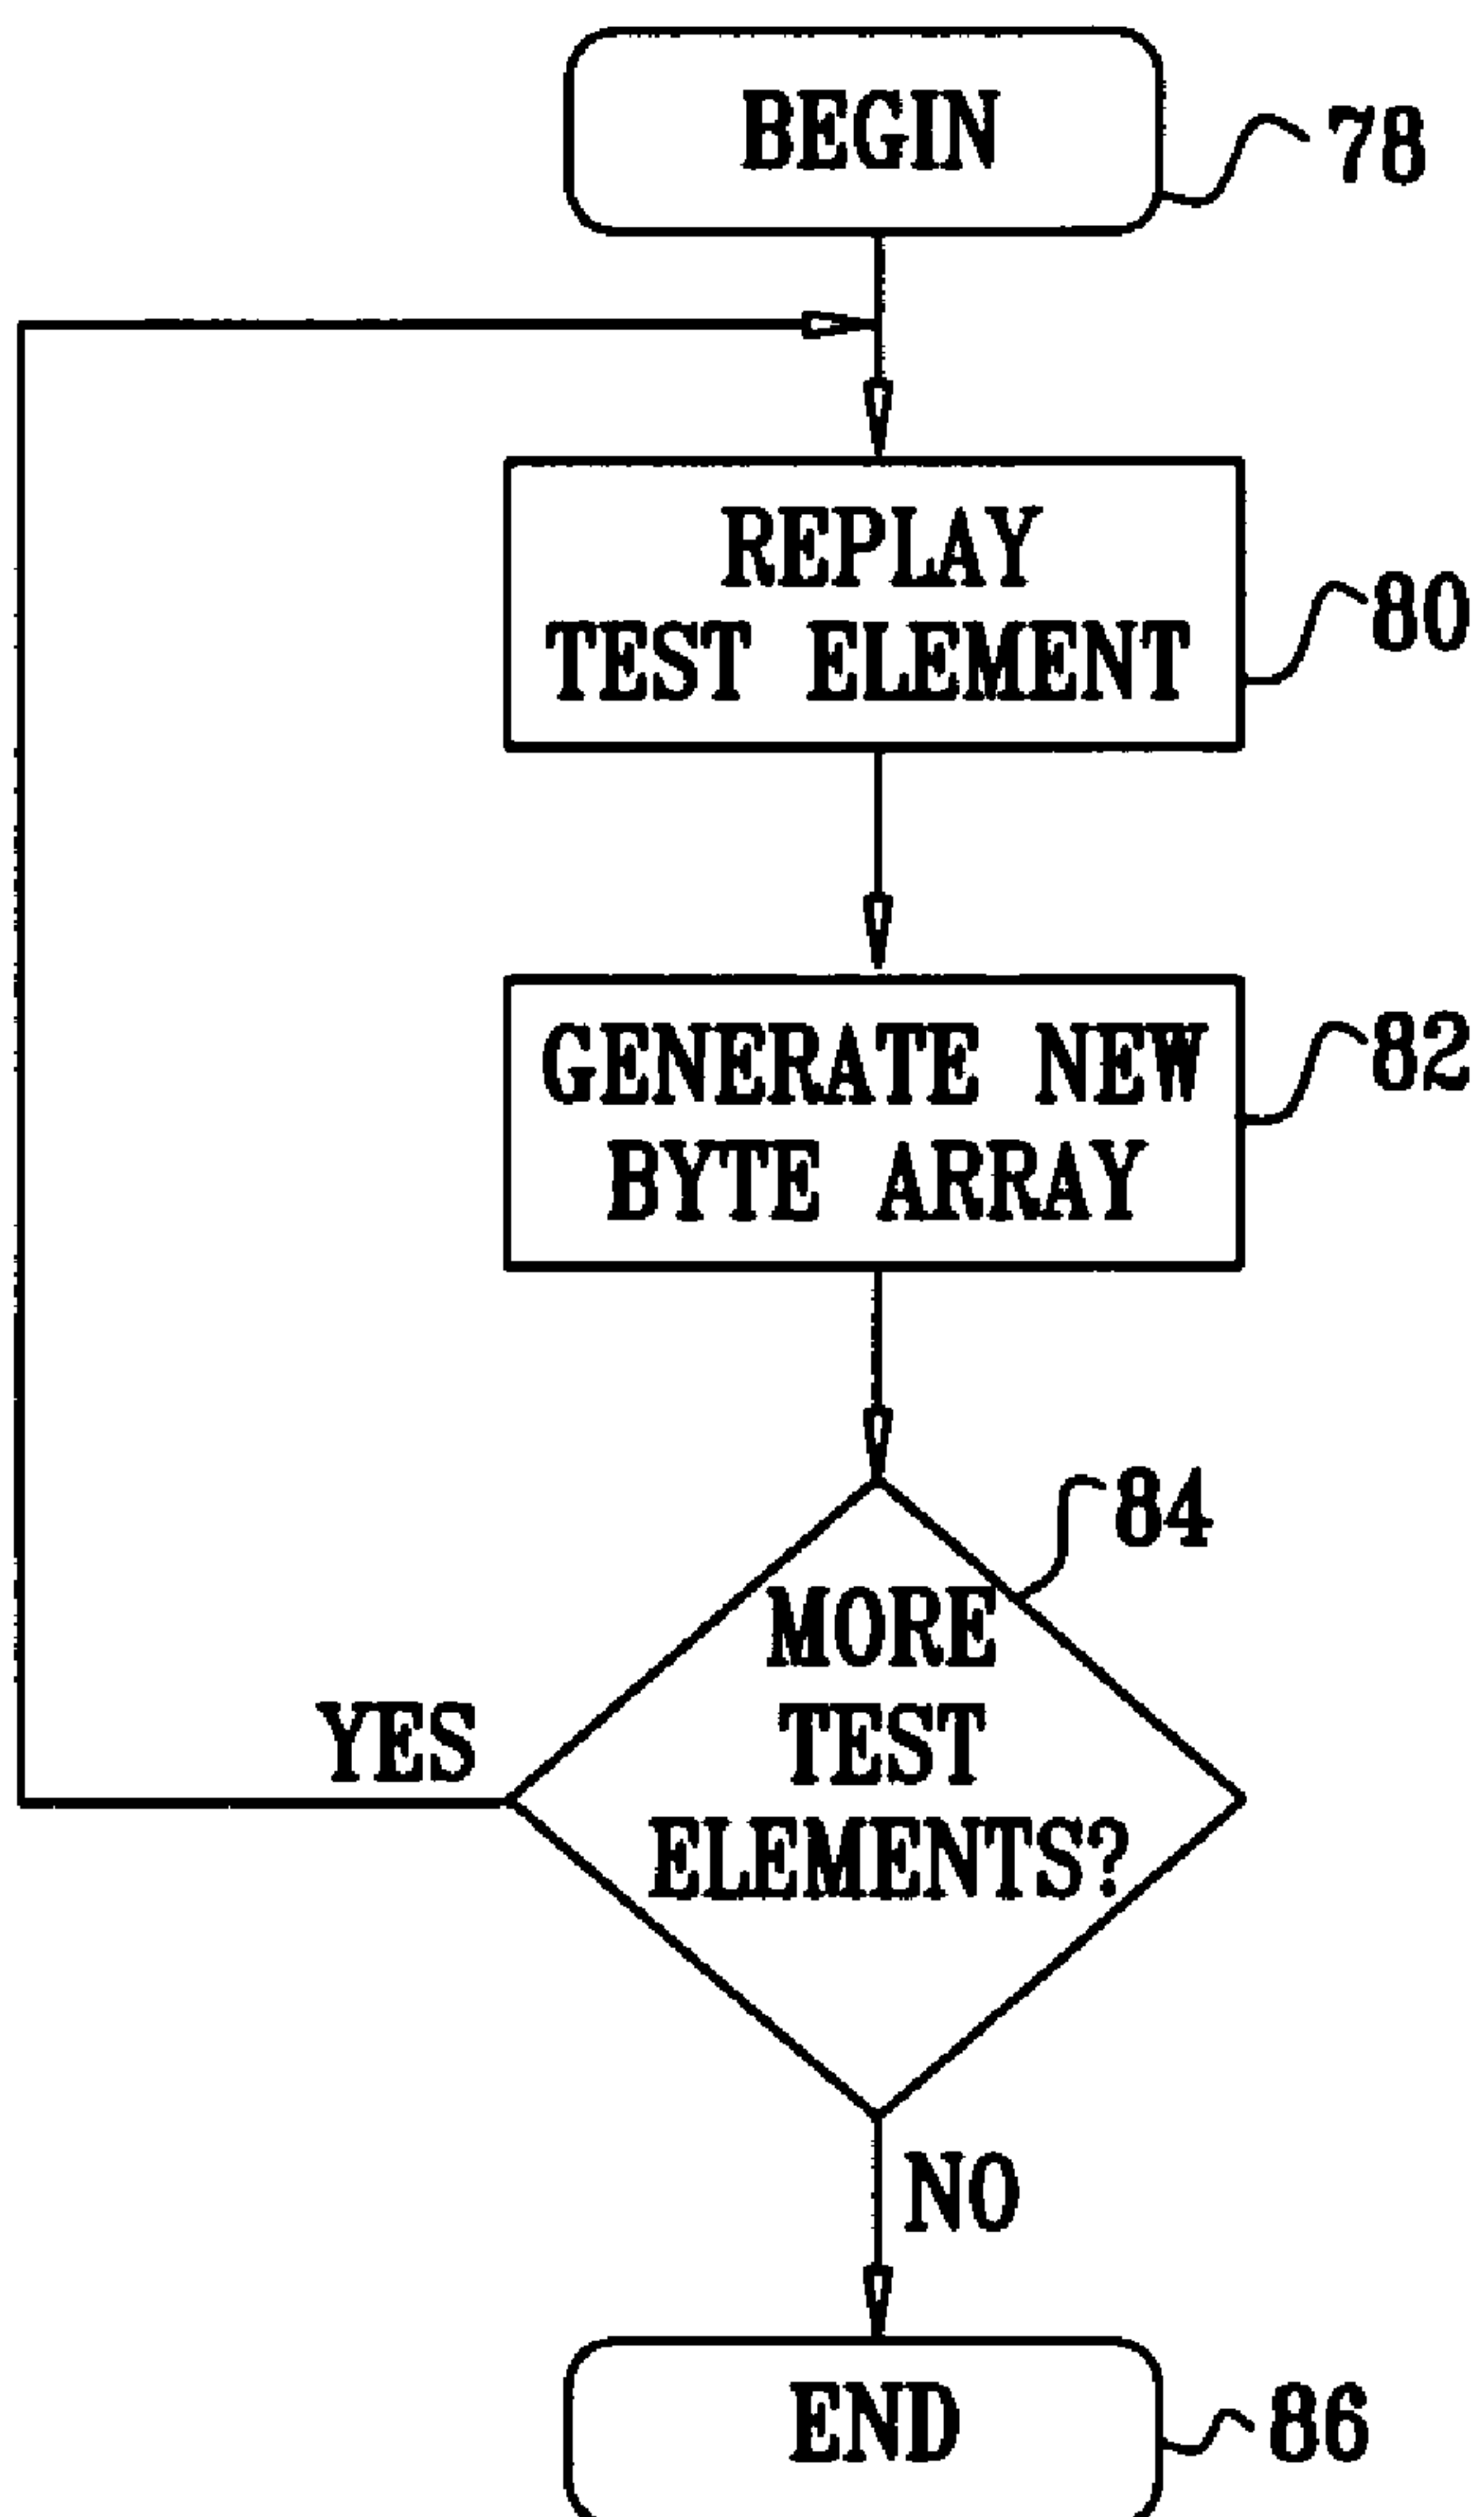 BEGIN
78
REPLAY
TEST ELEMENT
80
GENERATE NEW
BYTE ARRAY
82
84
MORE
TEST
ELEMENTS?
YES
NO
END
86